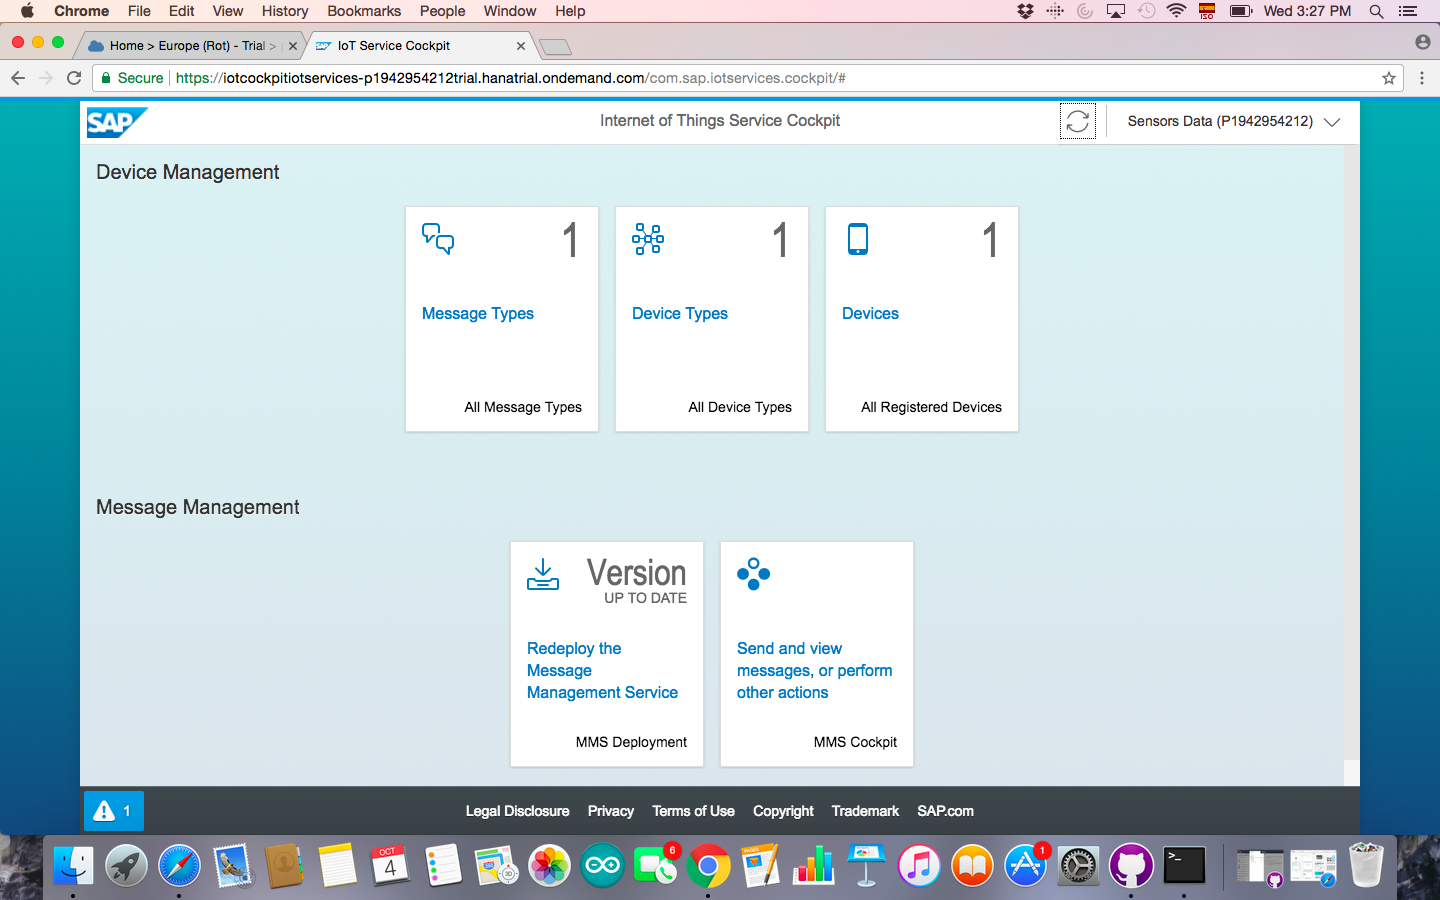 Chrome File Edit View History Bookmarks People Window Help
ISO
Wed 3:27 PM
Home > Europe (Rot) - Trial >
IoT Service Cockpit
Secure https://iotcockpitiotservices-p1942954212trial.hanatrial.ondemand.com/com.sap.iotservices.cockpit/#
SAP
Internet of Things Service Cockpit
Sensors Data (P1942954212)
Device Management
1
Message Types
All Message Types
1
Device Types
All Device Types
1
Devices
All Registered Devices
Message Management
Version
UP TO DATE
Redeploy the
Message
Management Service
MMS Deployment
Send and view
messages, or perform
other actions
MMS Cockpit
1
Legal Disclosure Privacy Terms of Use Copyright Trademark SAP.com
OCT
4
3D
6
PAGES
1
>_